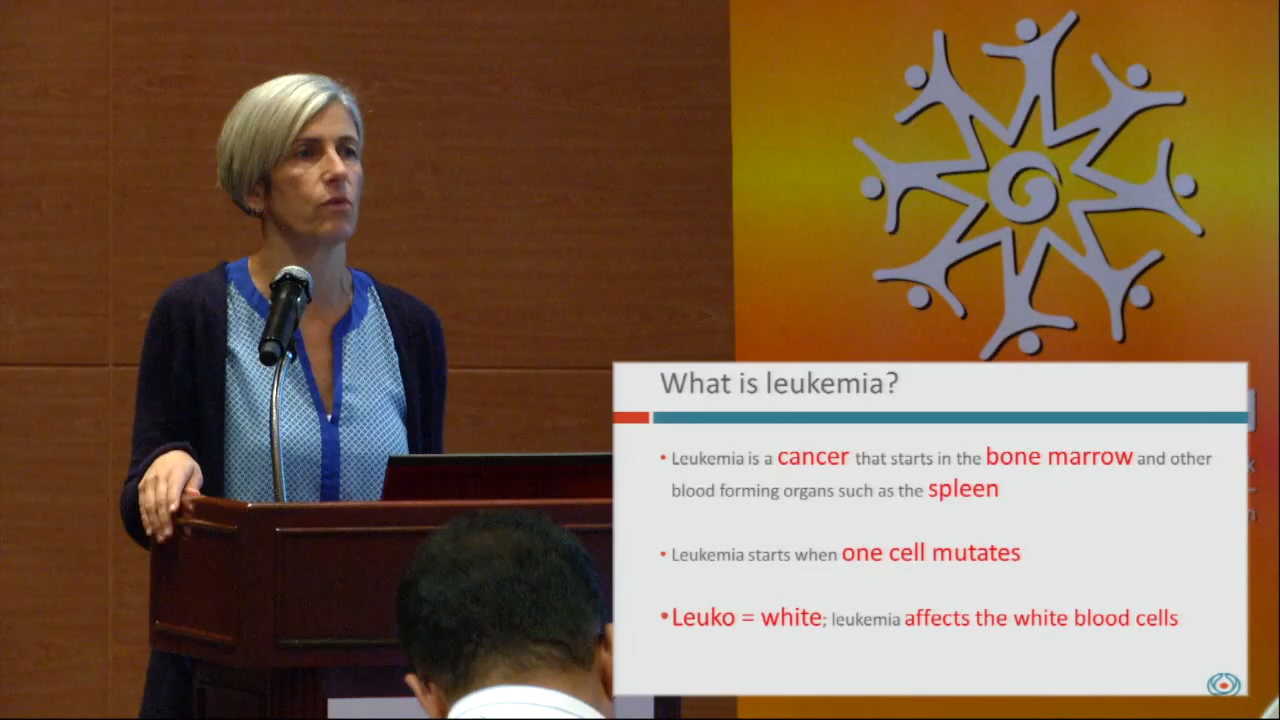 What is leukemia?
• Leukemia is a cancer that starts in the bone marrow and other
blood forming organs such as the spleen
• Leukemia starts when one cell mutates
• Leuko = white; leukemia affects the white blood cells